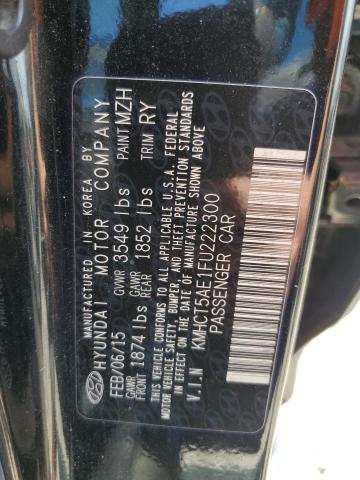 MANUFACTURED IN KOREA BY
HYUNDAI MOTOR COMPANY
FEB/06/15 GVWR 3549 lbs PAINT MZH
GAWR FRONT 1874 lbs GAWR REAR 1852 lbs TRIM RY
THIS VEHICLE CONFORMS TO ALL APPLICABLE U.S.A. FEDERAL
MOTOR VEHICLE SAFETY, BUMPER, AND THEFT PREVENTION STANDARDS
IN EFFECT ON THE DATE OF MANUFACTURE SHOWN ABOVE
V.I.N KMHCT5AE1FU222300
PASSENGER CAR